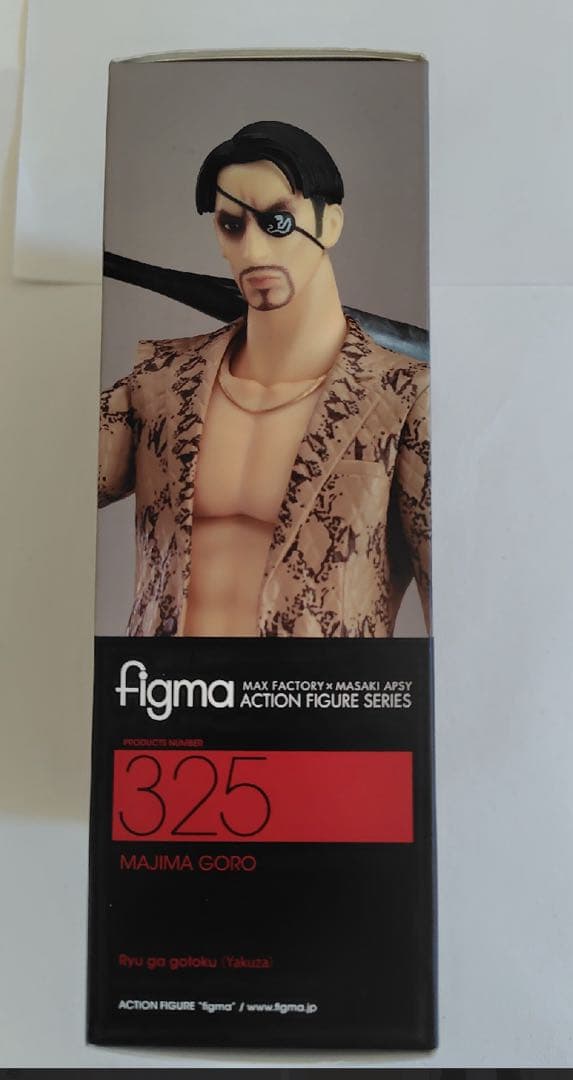 figma MAX FACTORY × MASAKI APSY
ACTION FIGURE SERIES
PRODUCTS NUMBER
325
MAJIMA GORO
Ryu ga gotoku (Yakuza)
ACTION FIGURE "figma" / www.figma.jp